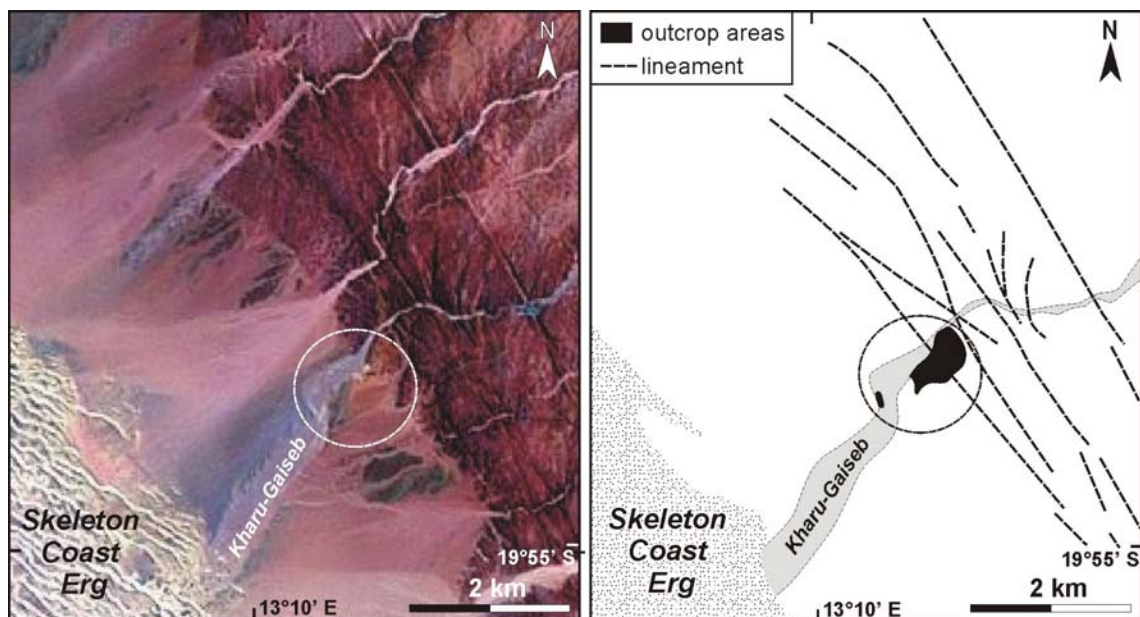 N
Kharu-Gaiseb
Skeleton
Coast
Erg
19°55’ S
2 km
13°10’ E
outcrop areas
lineament
N
Kharu-Gaiseb
Skeleton
Coast
Erg
19°55’ S
2 km
13°10’ E